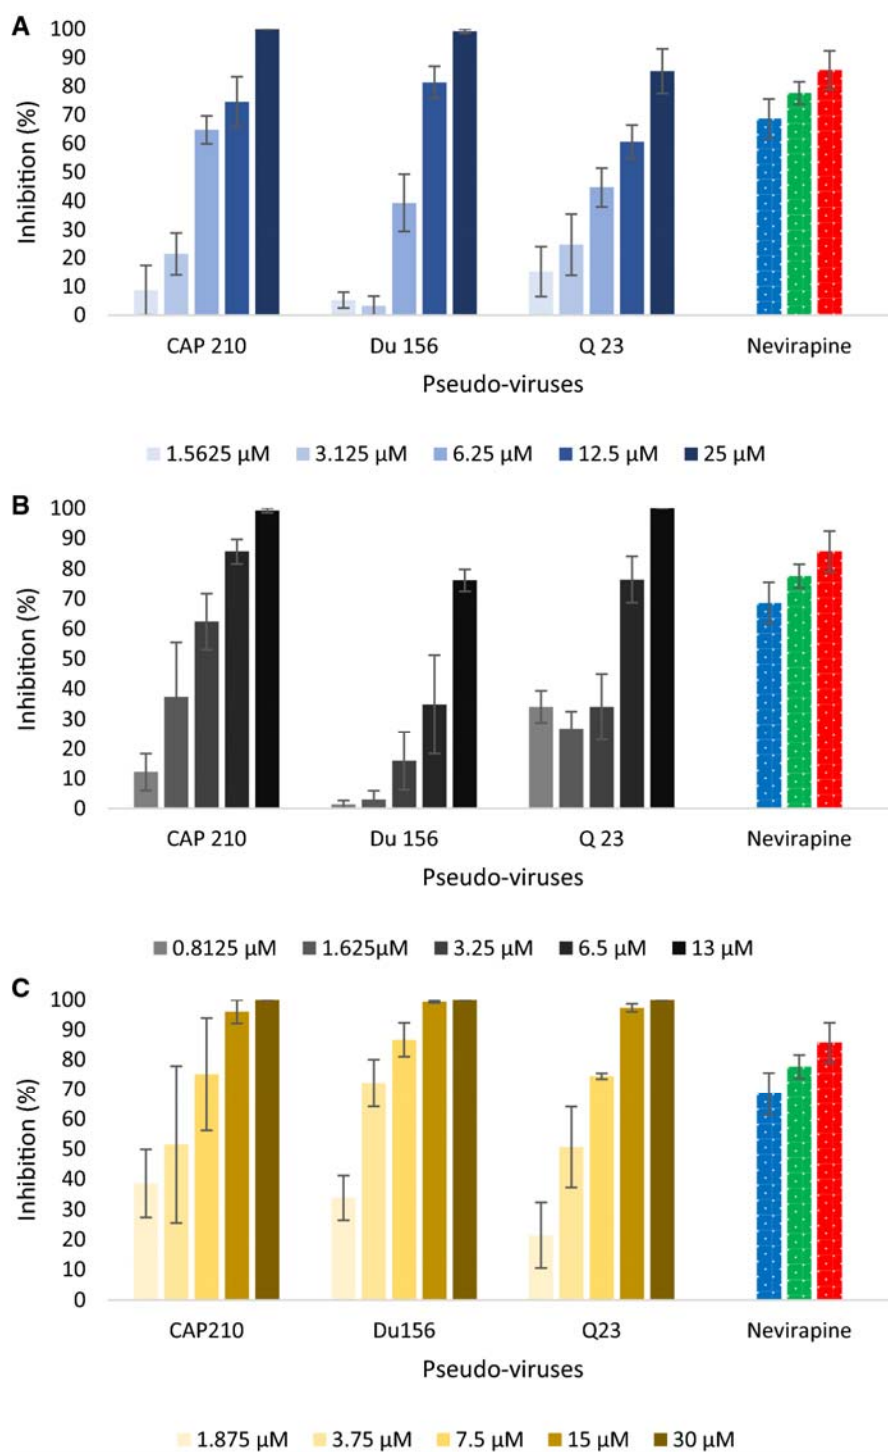 A
Inhibition (%)
100
90
80
70
60
50
40
30
20
10
0
CAP 210 Du 156 Q 23 Nevirapine
Pseudo-viruses
1.5625 µM 3.125 µM 6.25 µM 12.5 µM 25 µM
B
Inhibition (%)
100
90
80
70
60
50
40
30
20
10
0
CAP 210 Du 156 Q 23 Nevirapine
Pseudo-viruses
0.8125 µM 1.625µM 3.25 µM 6.5 µM 13 µM
C
Inhibition (%)
100
90
80
70
60
50
40
30
20
10
0
CAP210 Du156 Q23 Nevirapine
Pseudo-viruses
1.875 µM 3.75 µM 7.5 µM 15 µM 30 µM